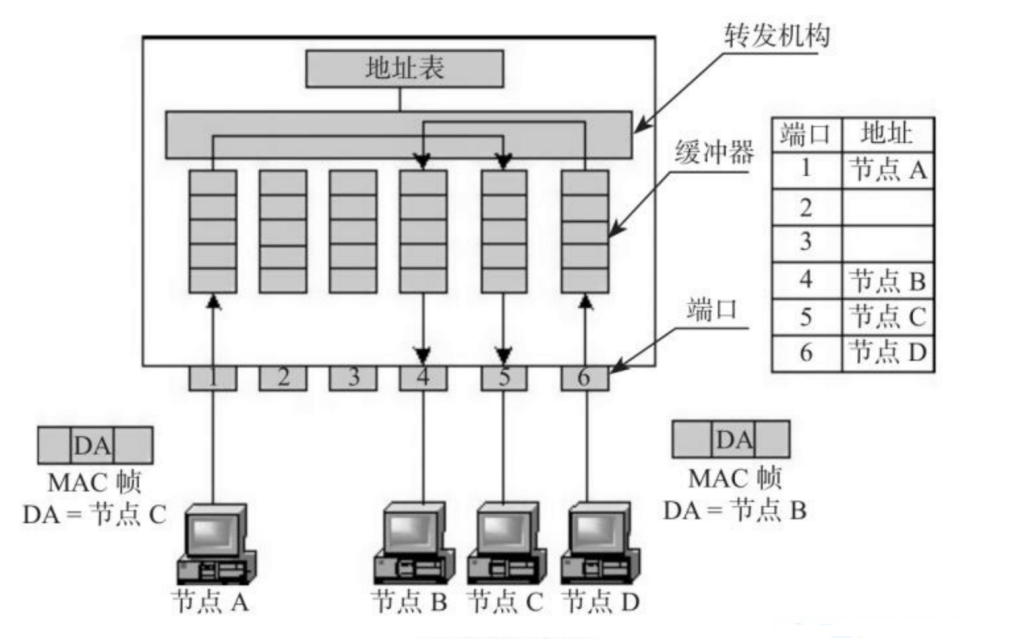 转发机构
地址表
缓冲器
端口
1 2 3 4 5 6
端口 地址
1 节点 A
2
3
4 节点 B
5 节点 C
6 节点 D
DA
MAC 帧
DA = 节点 C
DA
MAC 帧
DA = 节点 B
节点 A 节点 B 节点 C 节点 D